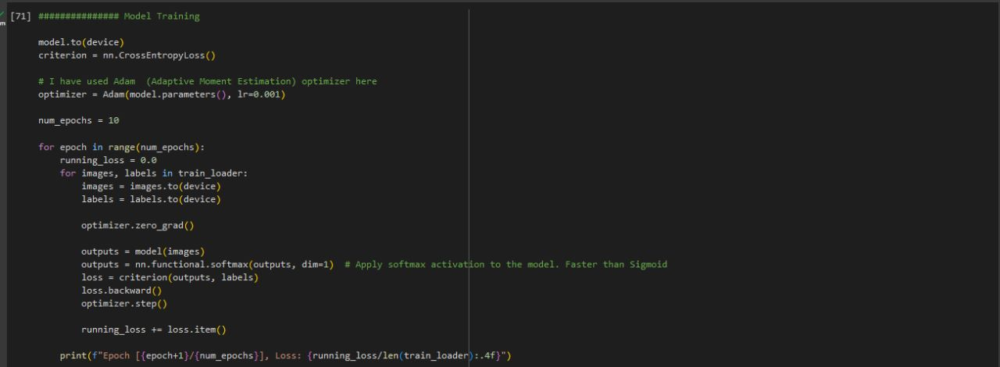 [71] ############### Model Training
model.to(device)
criterion = nn.CrossEntropyLoss()
# I have used Adam  (Adaptive Moment Estimation) optimizer here
optimizer = Adam(model.parameters(), lr=0.001)
num_epochs = 10
for epoch in range(num_epochs):
    running_loss = 0.0
    for images, labels in train_loader:
        images = images.to(device)
        labels = labels.to(device)
        optimizer.zero_grad()
        outputs = model(images)
        outputs = nn.functional.softmax(outputs, dim=1)  # Apply softmax activation to the model. Faster than Sigmoid
        loss = criterion(outputs, labels)
        loss.backward()
        optimizer.step()
        running_loss += loss.item()
    print(f"Epoch [{epoch+1}/{num_epochs}], Loss: {running_loss/len(train_loader):.4f}")